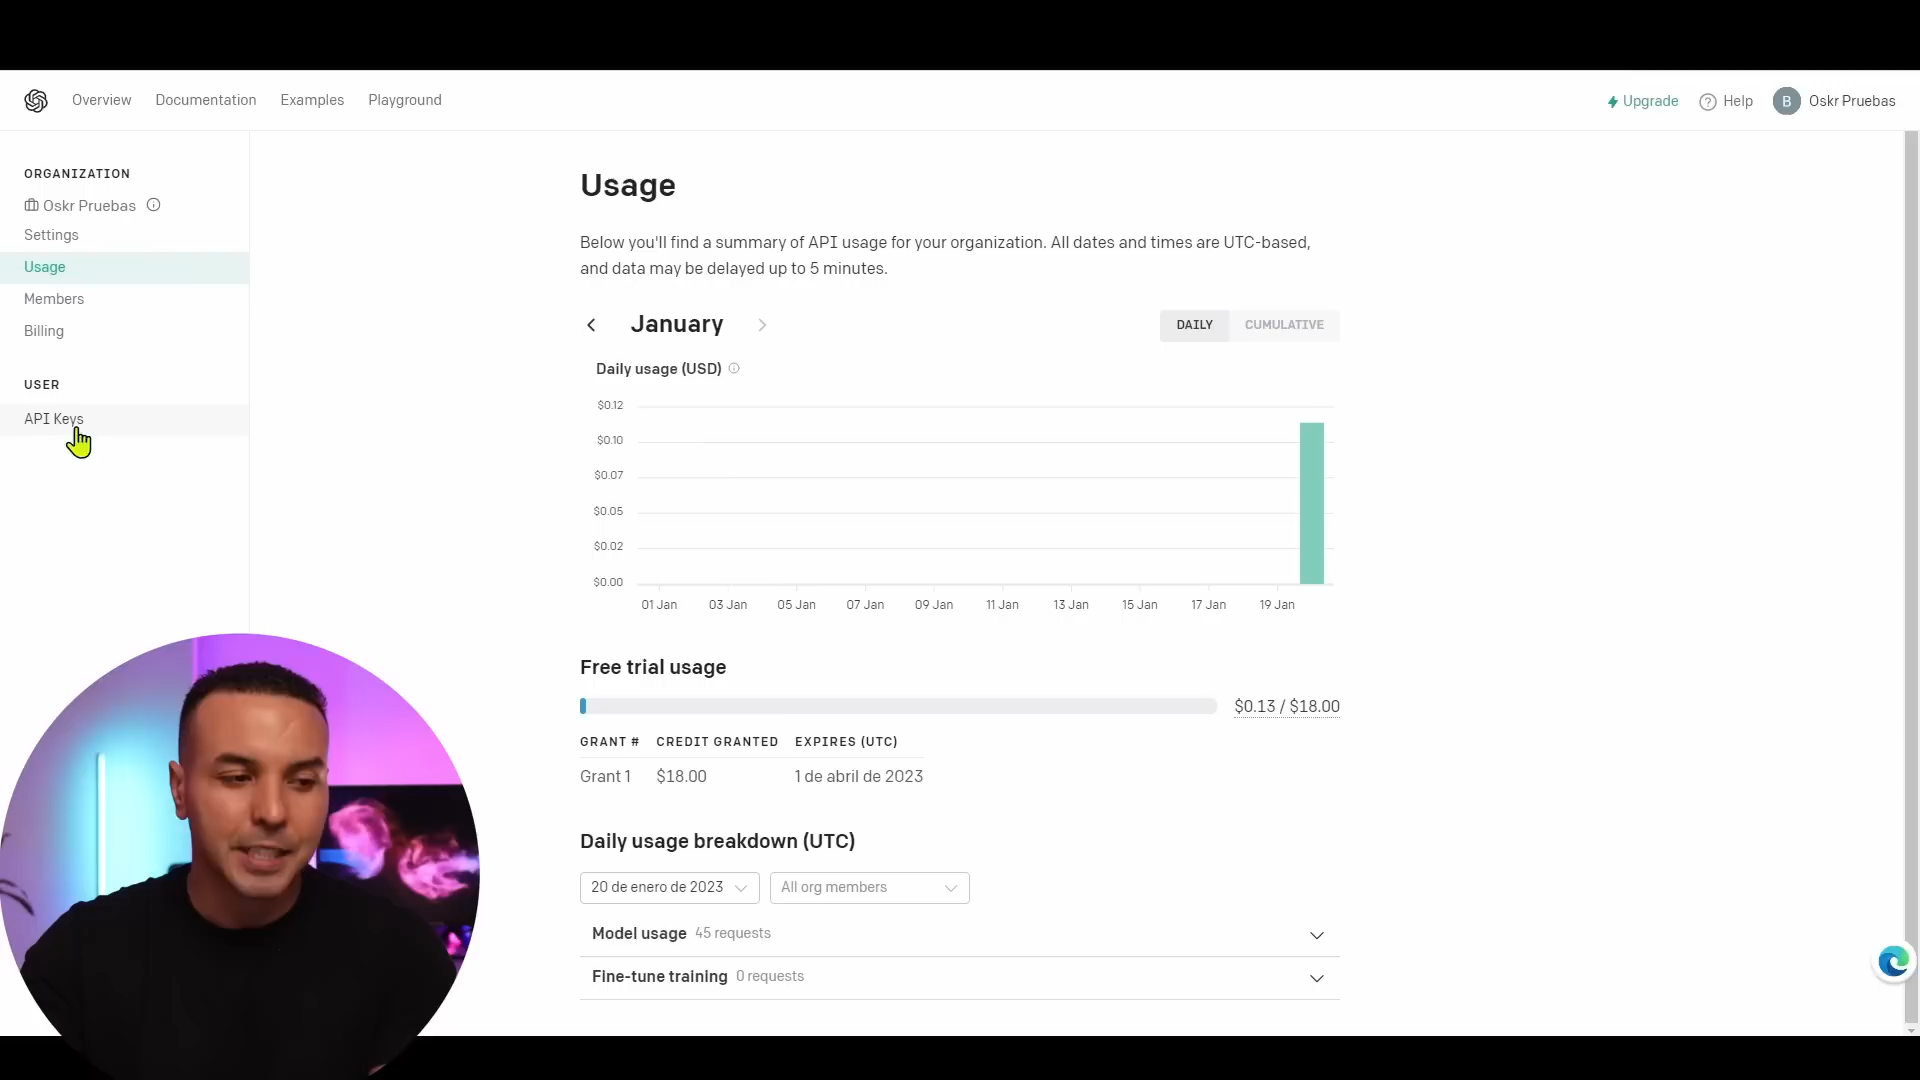 Overview Documentation Examples Playground
Upgrade Help B Oskr Pruebas
ORGANIZATION
Oskr Pruebas
Settings
Usage
Members
Billing
USER
API Keys
Usage
Below you'll find a summary of API usage for your organization. All dates and times are UTC-based,
and data may be delayed up to 5 minutes.
January
DAILY CUMULATIVE
Daily usage (USD)
$0.12
$0.10
$0.07
$0.05
$0.02
$0.00
01 Jan 03 Jan 05 Jan 07 Jan 09 Jan 11 Jan 13 Jan 15 Jan 17 Jan 19 Jan
Free trial usage
$0.13 / $18.00
GRANT # CREDIT GRANTED EXPIRES (UTC)
Grant 1 $18.00 1 de abril de 2023
Daily usage breakdown (UTC)
20 de enero de 2023 All org members
Model usage 45 requests
Fine-tune training 0 requests